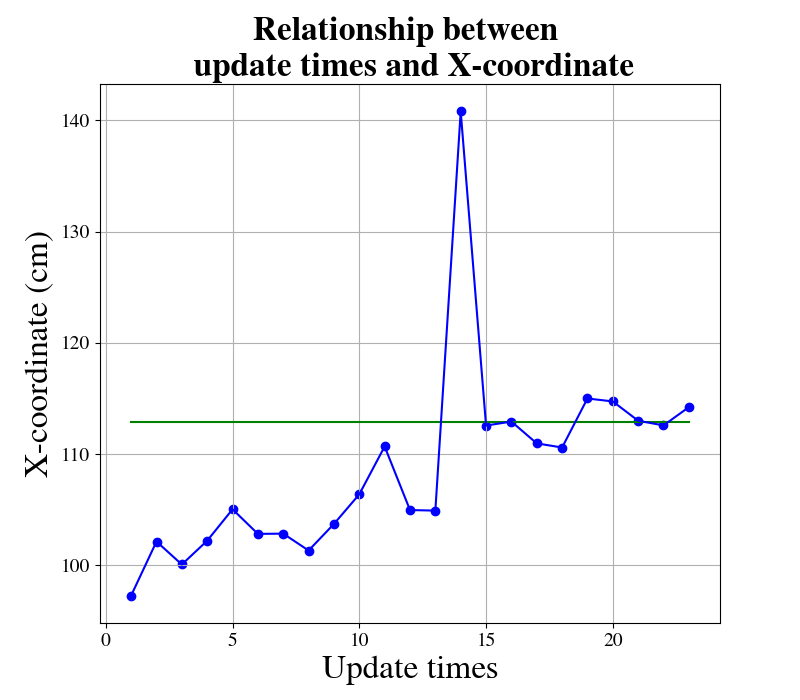 Relationship between
update times and X-coordinate
140
130
120
110
100
X-coordinate (cm)
0 5 10 15 20
Update times